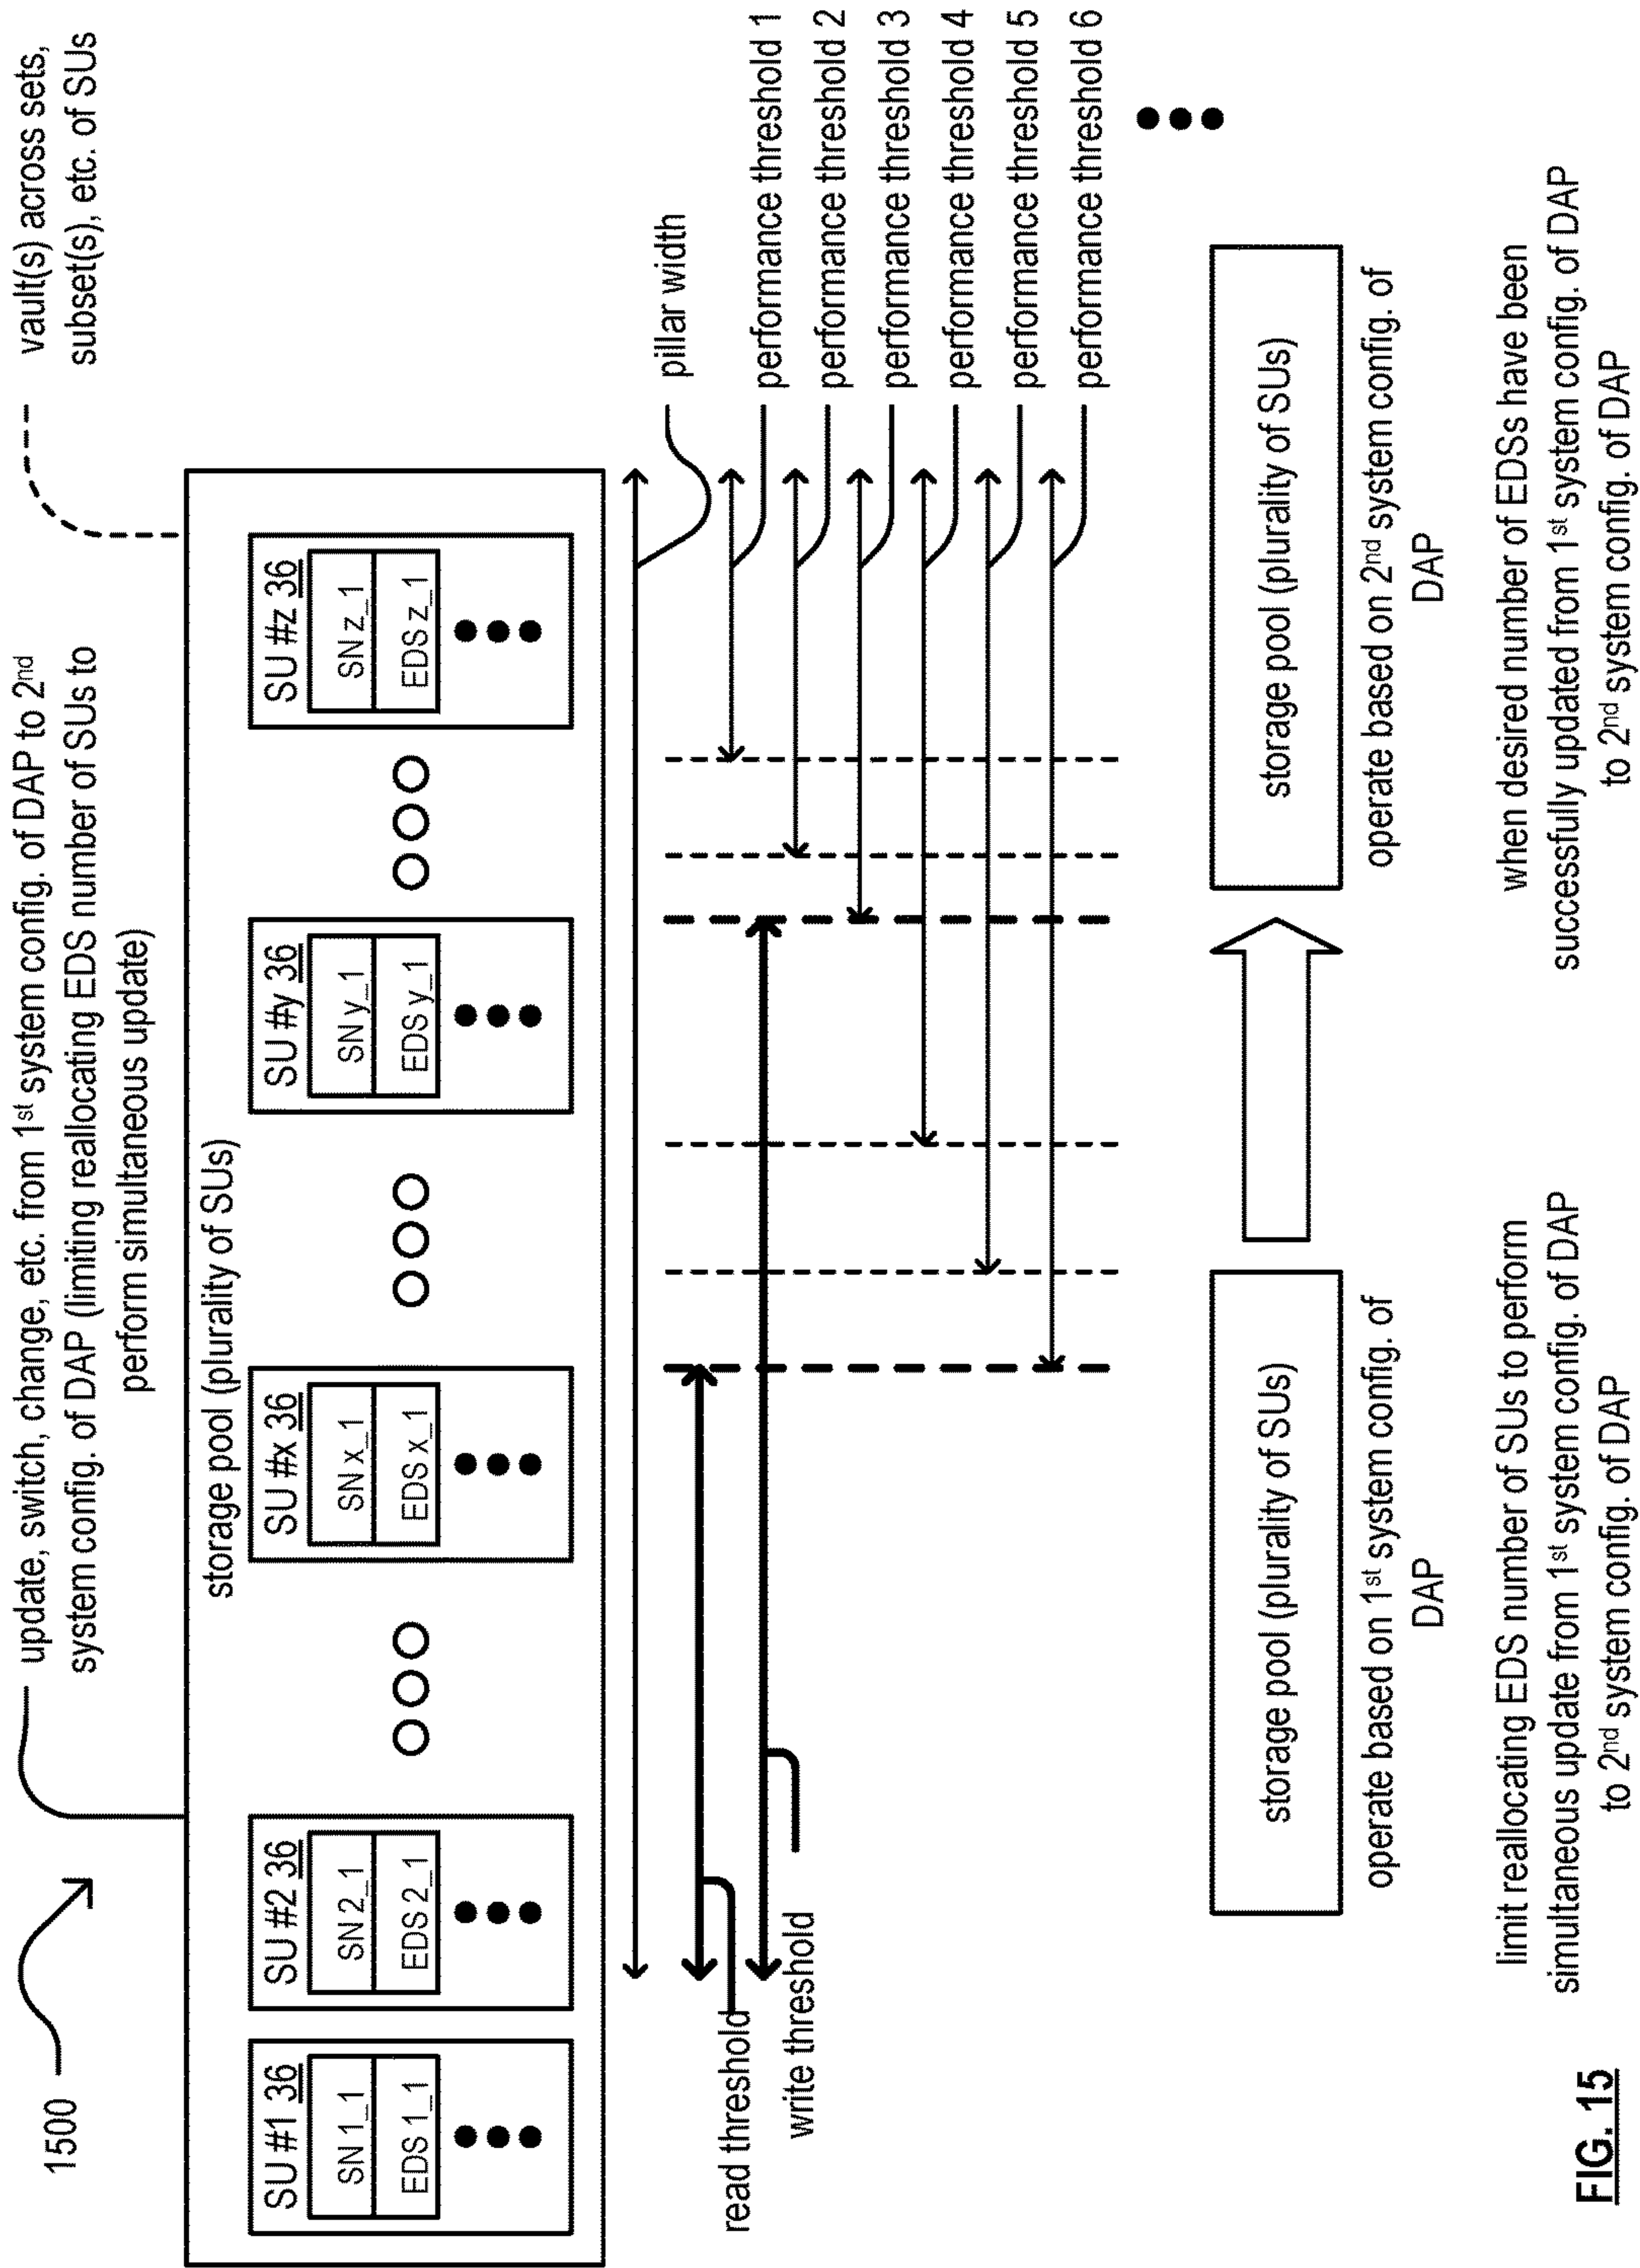 1500
update, switch, change, etc. from 1st system config. of DAP to 2nd
system config. of DAP (limiting reallocating EDS number of SUs to
perform simultaneous update)
vault(s) across sets,
subset(s), etc. of SUs
storage pool (plurality of SUs)
SU #1 36
SN 1_1
EDS 1_1
SU #2 36
SN 2_1
EDS 2_1
SU #x 36
SN x_1
EDS x_1
SU #y 36
SN y_1
EDS y_1
SU #z 36
SN z_1
EDS z_1
pillar width
read threshold
write threshold
performance threshold 1
performance threshold 2
performance threshold 3
performance threshold 4
performance threshold 5
performance threshold 6
storage pool (plurality of SUs)
operate based on 1st system config. of
DAP
limit reallocating EDS number of SUs to perform
simultaneous update from 1st system config. of DAP
to 2nd system config. of DAP
storage pool (plurality of SUs)
operate based on 2nd system config. of
DAP
when desired number of EDSs have been
successfully updated from 1st system config. of DAP
to 2nd system config. of DAP
FIG. 15